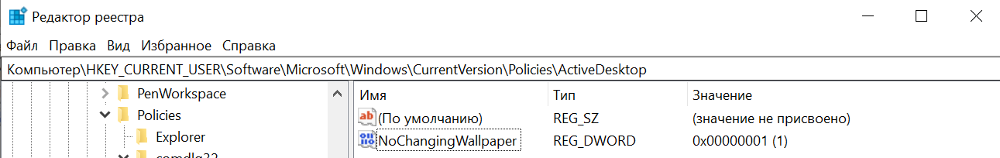 Редактор реестра
Файл Правка Вид Избранное Справка
Компьютер\HKEY_CURRENT_USER\Software\Microsoft\Windows\CurrentVersion\Policies\ActiveDesktop
PenWorkspace
Policies
Explorer
comdlg32
Имя Тип Значение
(По умолчанию) REG_SZ (значение не присвоено)
NoChangingWallpaper REG_DWORD 0x00000001 (1)